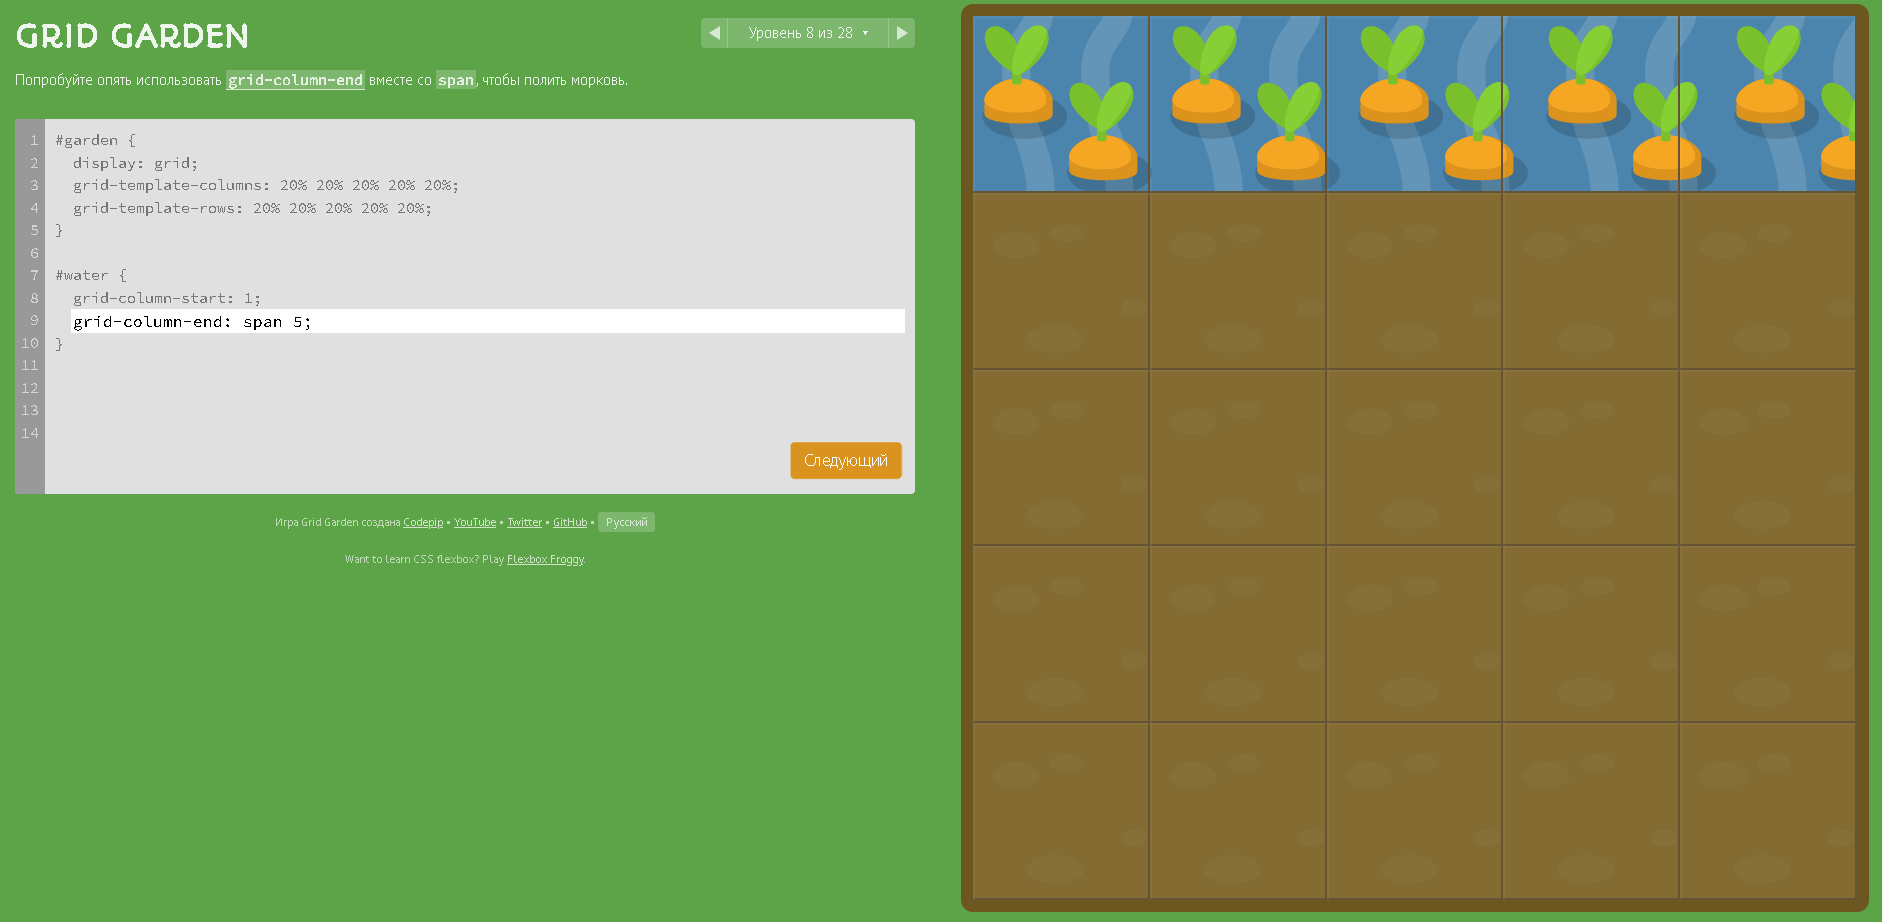 GRID GARDEN
◀ Уровень 8 из 28 ▾ ▶
Попробуйте опять использовать grid-column-end вместе со span, чтобы полить морковь.
1 #garden {
2 display: grid;
3 grid-template-columns: 20% 20% 20% 20% 20%;
4 grid-template-rows: 20% 20% 20% 20% 20%;
5 }
6
7 #water {
8 grid-column-start: 1;
9 grid-column-end: span 5;
10 }
11
12
13
14
Следующий
Игра Grid Garden создана Codepip • YouTube • Twitter • GitHub • Русский
Want to learn CSS flexbox? Play Flexbox Froggy.